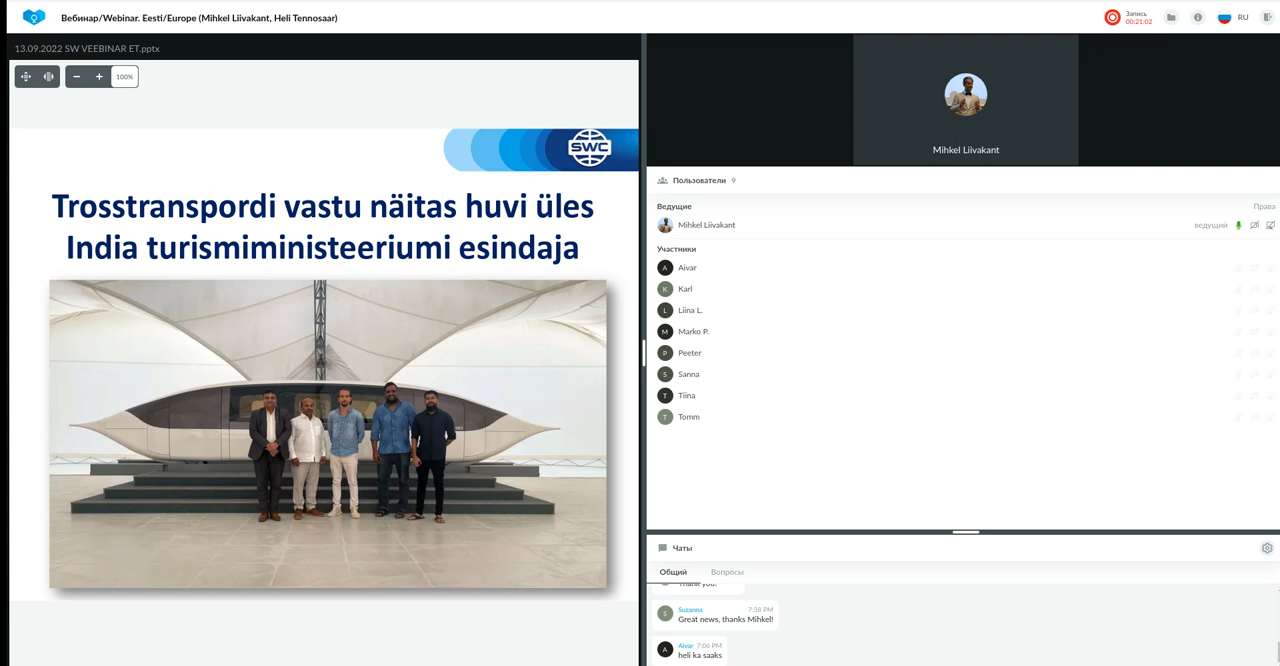 Вебинар/Webinar. Eesti/Europe (Mihkel Liivakant, Heli Tennosaar)
Запись
00:21:02
RU
13.09.2022 SW VEEBINAR ET.pptx
100%
SWC
Trosstranspordi vastu näitas huvi üles
India turismiministeeriumi esindaja
Mihkel Liivakant
Пользователи 9
Ведущие Права
Mihkel Liivakant ведущий
Участники
A Aivar
K Karl
L Liina L.
M Marko P.
P Peeter
S Sanna
T Tiina
T Tomm
Чаты
Общий Вопросы
Thank you!
Suzanna 7:38 PM
S Great news, thanks Mihkel!
Aivar 7:06 PM
A heli ka saaks